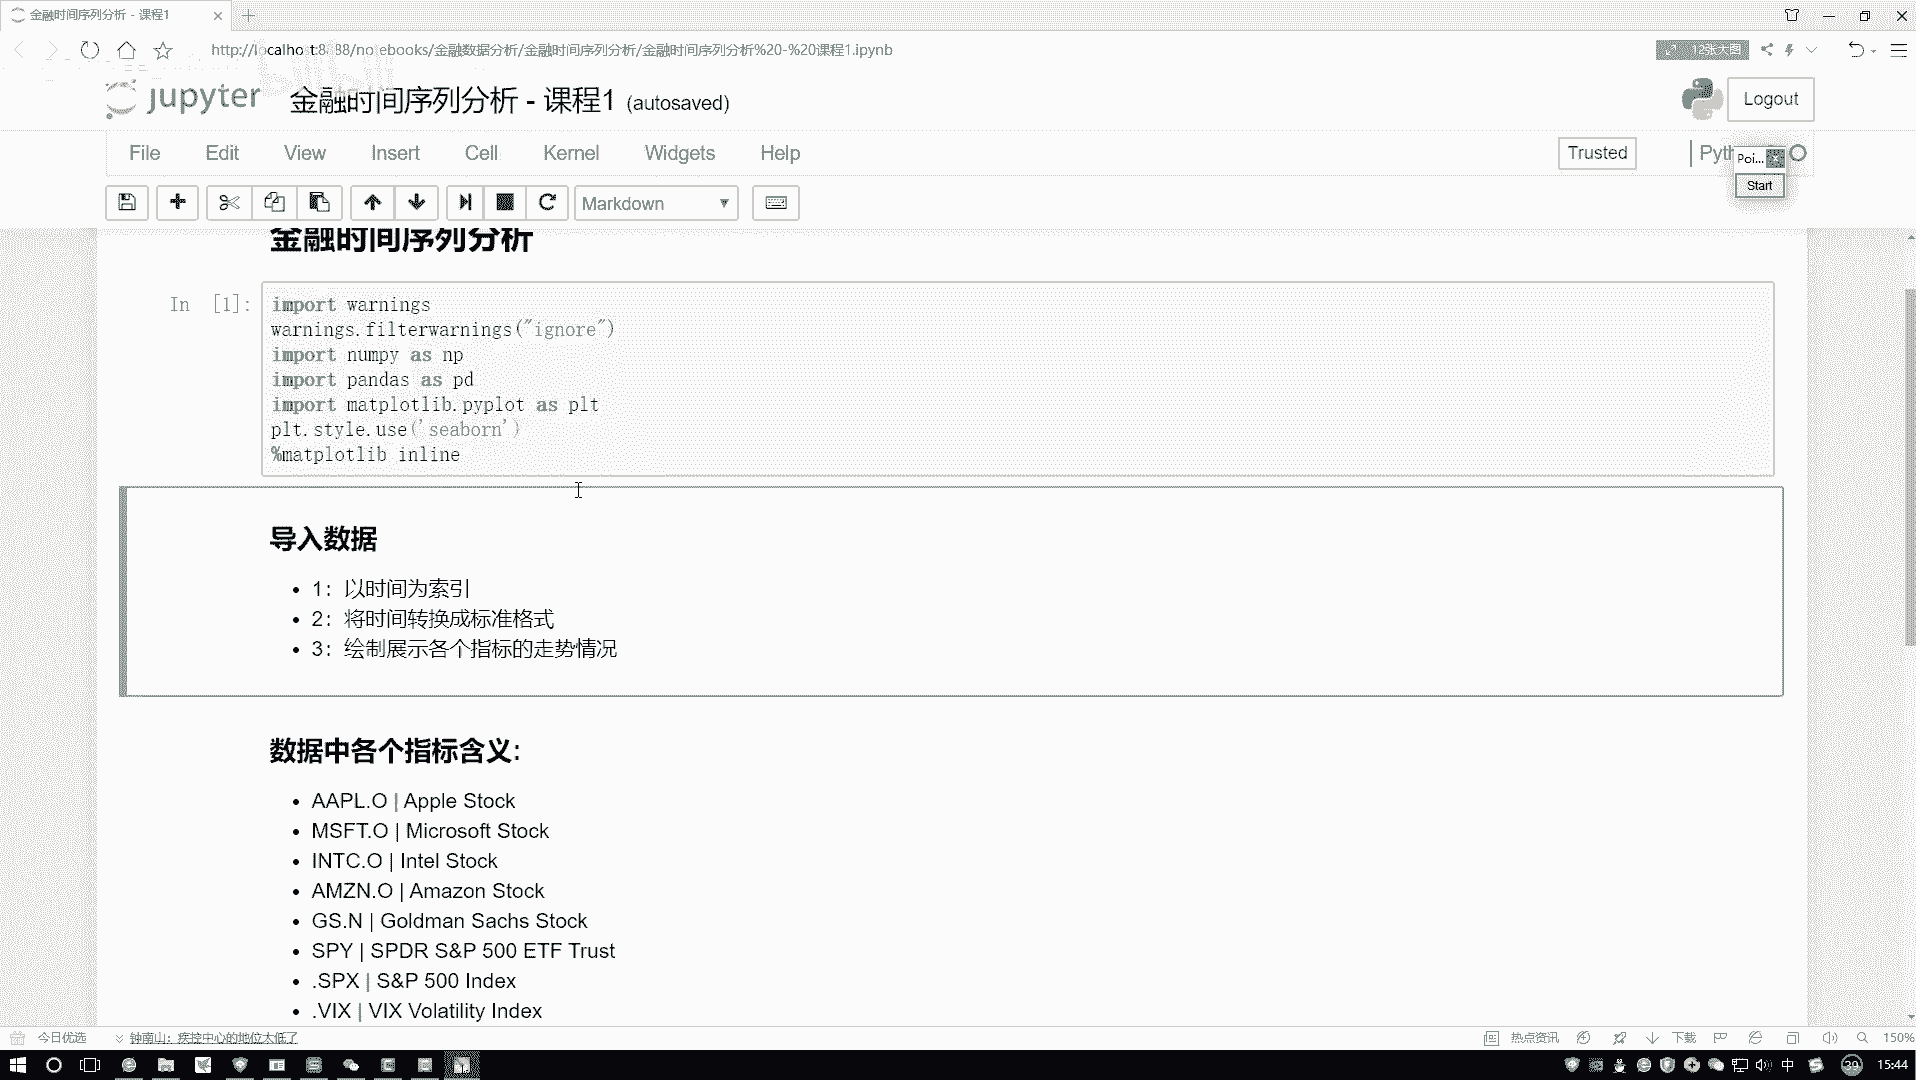 金融时间序列分析 - 课程1
http://localhost:8888/notebooks/金融数据分析/金融时间序列分析/金融时间序列分析%20-%20课程1.ipynb
12张大图
jupyter 金融时间序列分析 - 课程1 (autosaved)
Logout
File Edit View Insert Cell Kernel Widgets Help
Trusted
Poi...
Start
Markdown
金融时间序列分析
In [1]:
import warnings
warnings.filterwarnings("ignore")
import numpy as np
import pandas as pd
import matplotlib.pyplot as plt
plt.style.use('seaborn')
%matplotlib inline
导入数据
1：以时间为索引
2：将时间转换成标准格式
3：绘制展示各个指标的走势情况
数据中各个指标含义:
AAPL.O | Apple Stock
MSFT.O | Microsoft Stock
INTC.O | Intel Stock
AMZN.O | Amazon Stock
GS.N | Goldman Sachs Stock
SPY | SPDR S&P 500 ETF Trust
.SPX | S&P 500 Index
.VIX | VIX Volatility Index
今日优选 钟南山：疾控中心的地位太低了 热点资讯 下载 150%
中 39 15:44